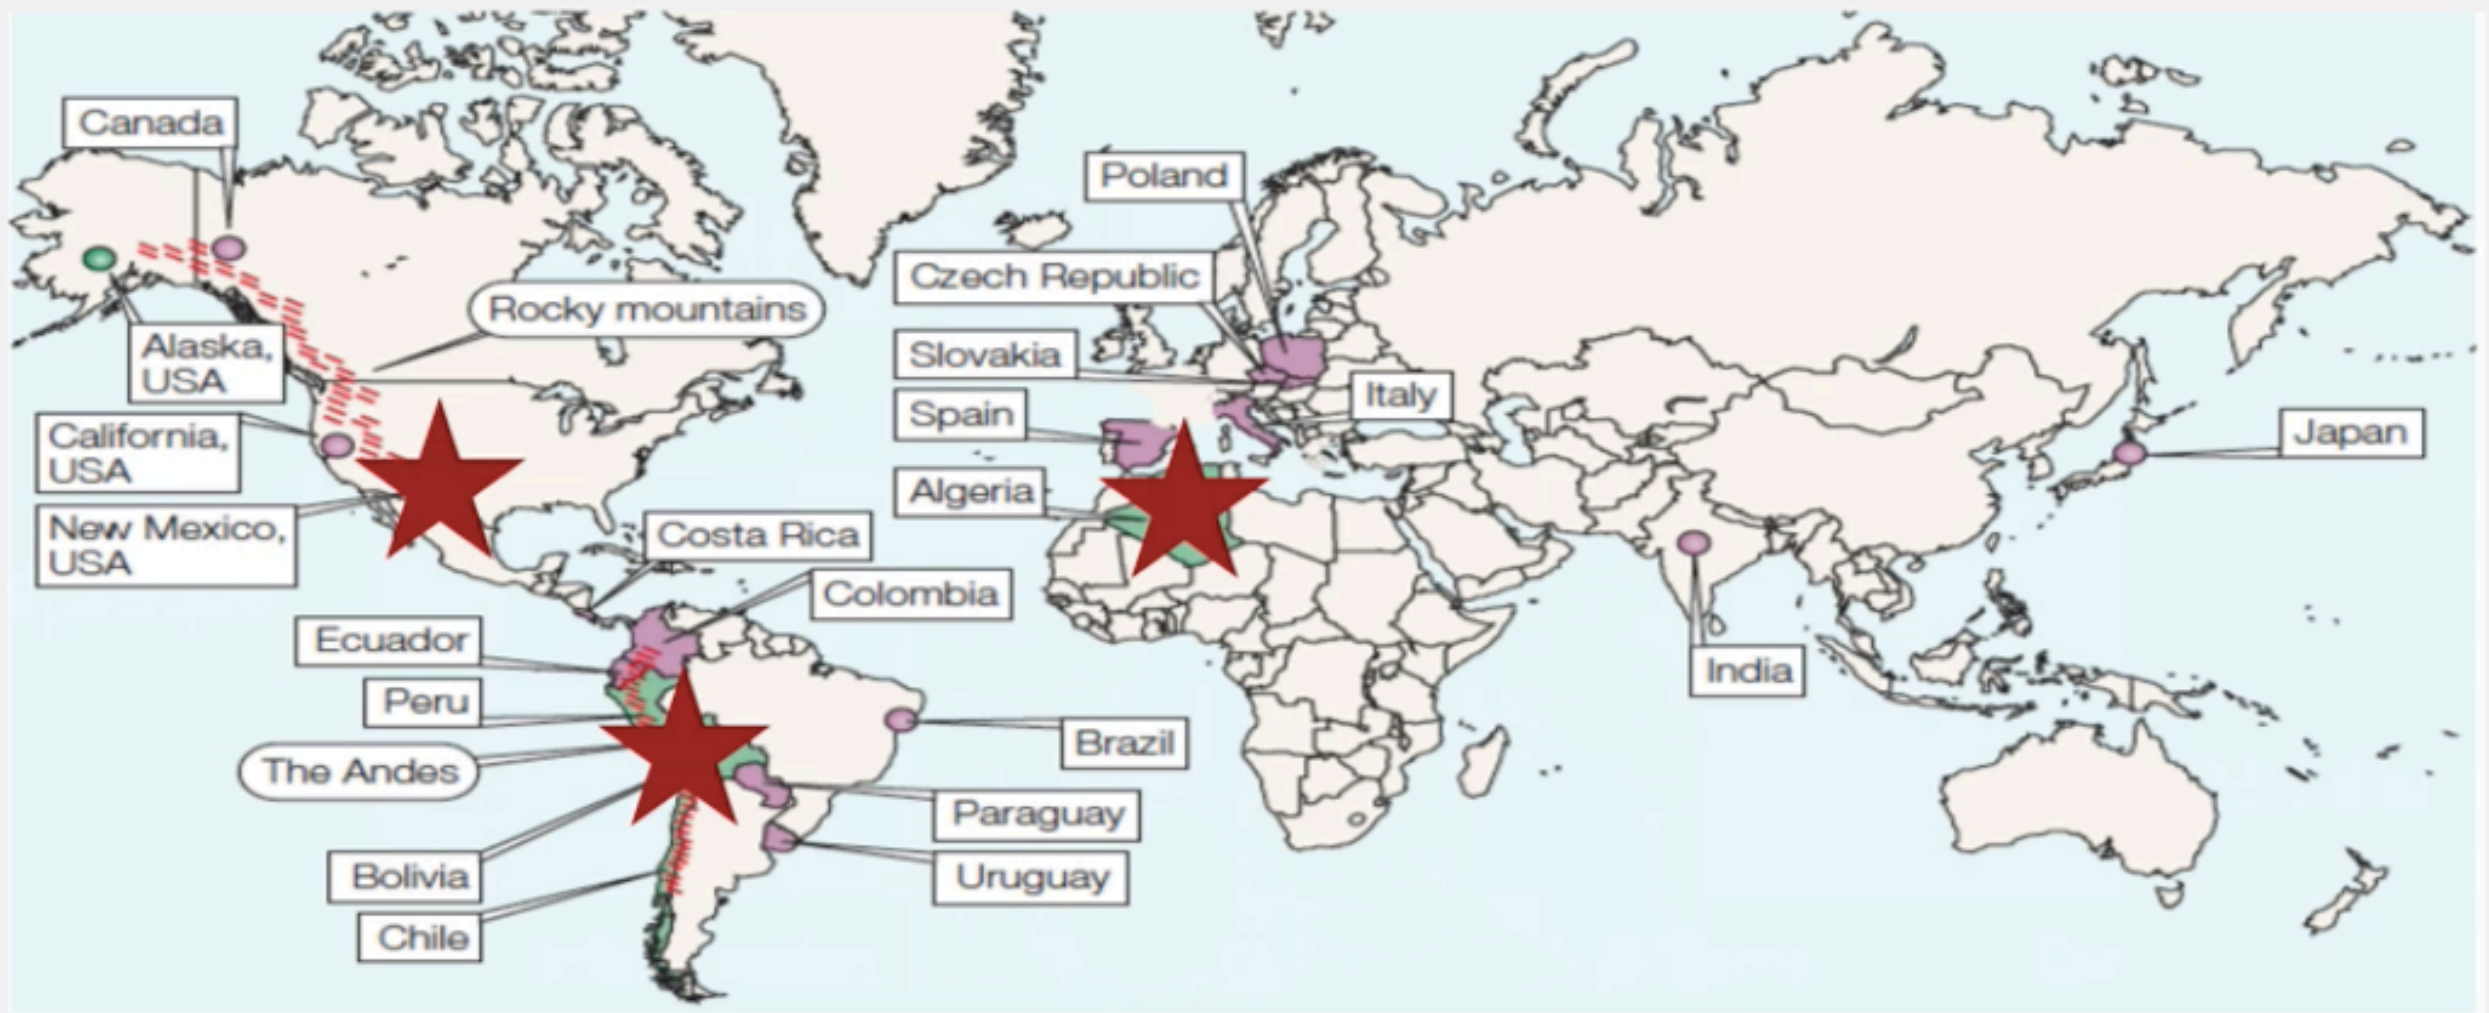 Canada
Poland
Czech Republic
Rocky mountains
Alaska,
USA
Slovakia
Italy
Spain
California,
USA
Japan
Algeria
New Mexico,
USA
Costa Rica
Colombia
Ecuador
India
Peru
Brazil
The Andes
Paraguay
Bolivia
Uruguay
Chile